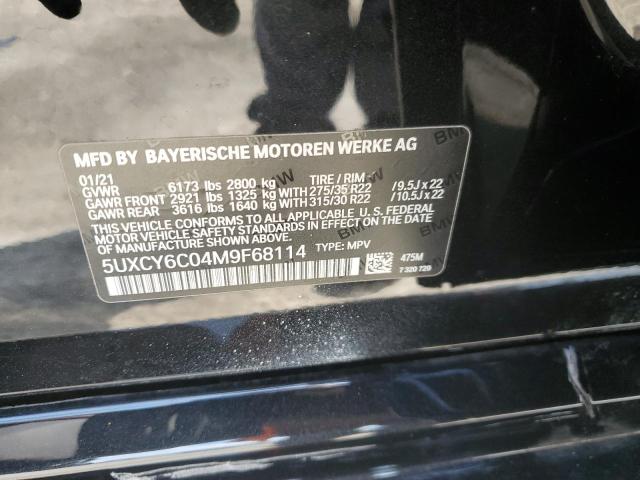 MFD BY BAYERISCHE MOTOREN WERKE AG
01/21
GVWR 6173 lbs 2800 kg TIRE / RIM
GAWR FRONT 2921 lbs 1325 kg WITH 275/35 R22 / 9.5J x 22
GAWR REAR 3616 lbs 1640 kg WITH 315/30 R22 / 10.5J x 22
THIS VEHICLE CONFORMS TO ALL APPLICABLE U. S. FEDERAL
MOTOR VEHICLE SAFETY STANDARDS IN EFFECT ON THE DATE
OF MANUFACTURE SHOWN ABOVE.
5UXCY6C04M9F68114 TYPE: MPV
475M
7 320 729